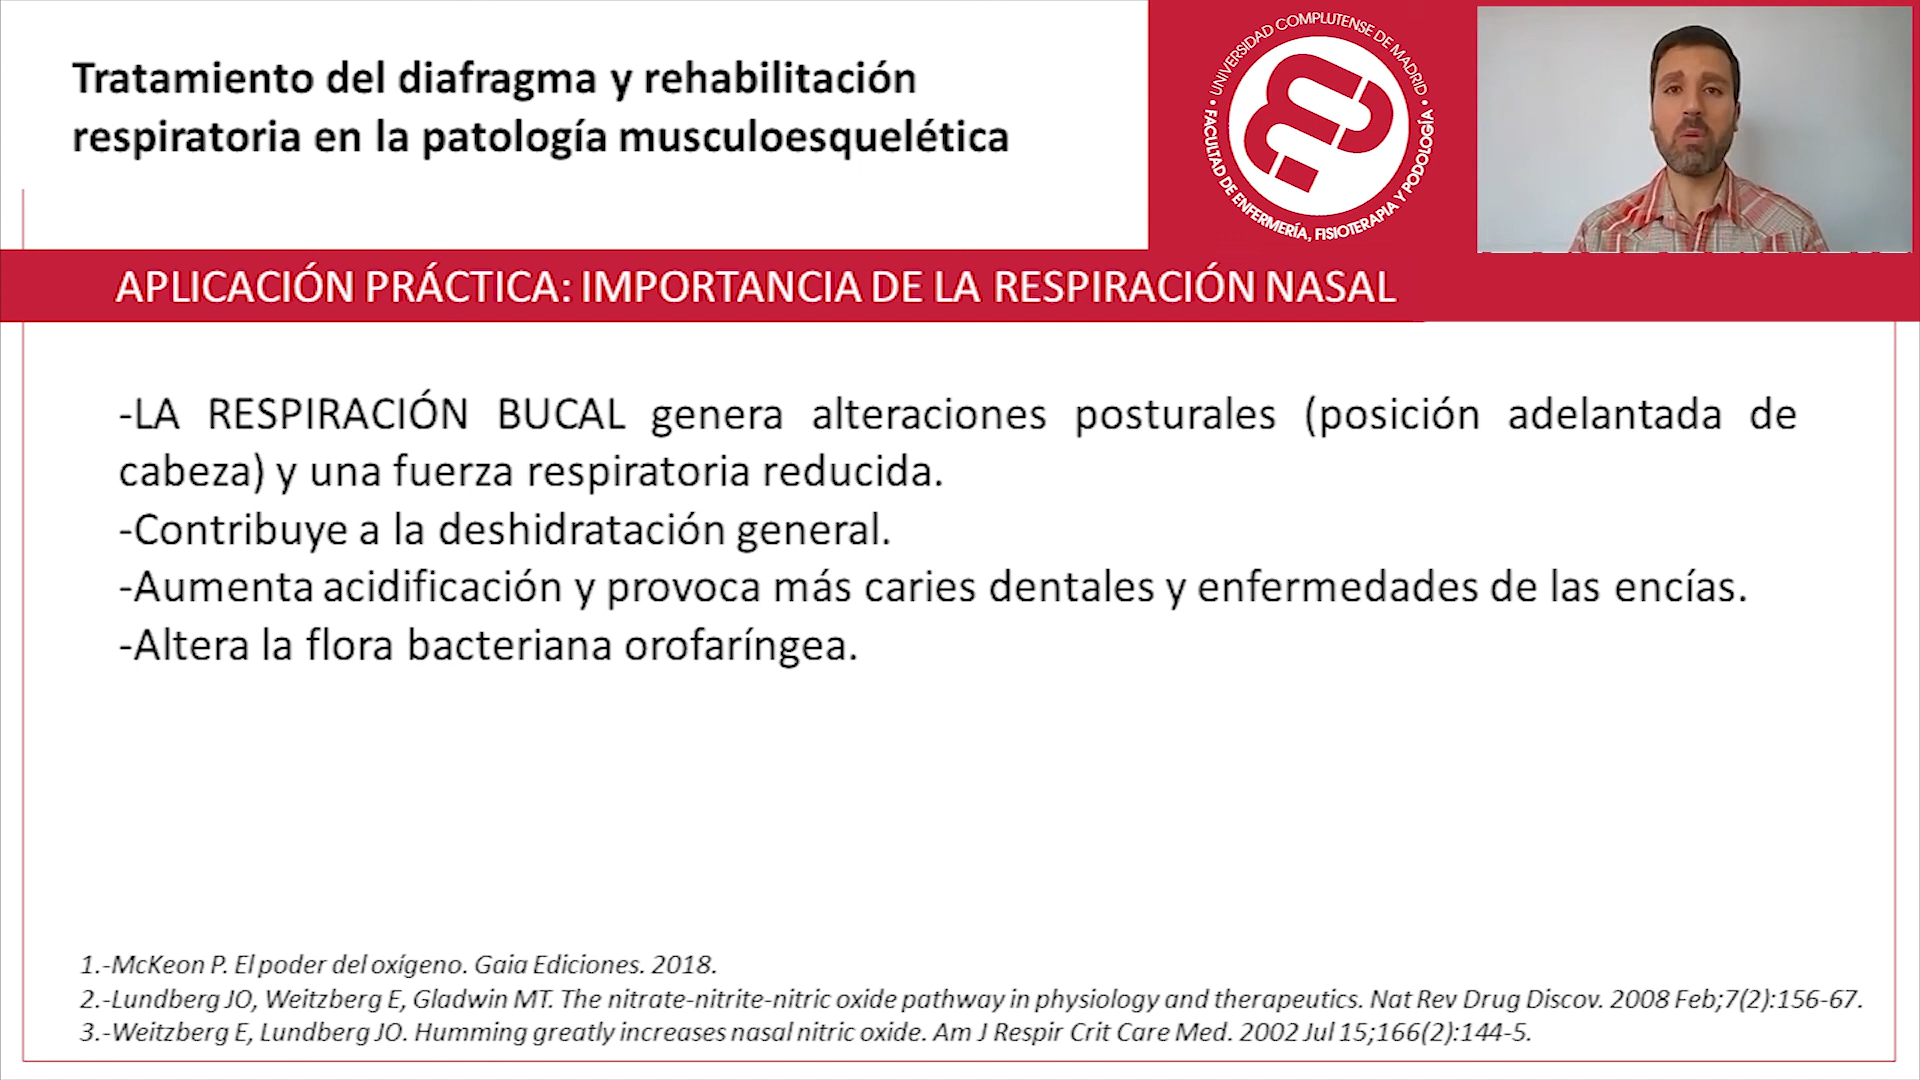 Tratamiento del diafragma y rehabilitación
respiratoria en la patología musculoesquelética
• UNIVERSIDAD COMPLUTENSE DE MADRID •
FACULTAD DE ENFERMERÍA, FISIOTERAPIA Y PODOLOGÍA
APLICACIÓN PRÁCTICA: IMPORTANCIA DE LA RESPIRACIÓN NASAL
-LA RESPIRACIÓN BUCAL genera alteraciones posturales (posición adelantada de
cabeza) y una fuerza respiratoria reducida.
-Contribuye a la deshidratación general.
-Aumenta acidificación y provoca más caries dentales y enfermedades de las encías.
-Altera la flora bacteriana orofaríngea.
1.-McKeon P. El poder del oxígeno. Gaia Ediciones. 2018.
2.-Lundberg JO, Weitzberg E, Gladwin MT. The nitrate-nitrite-nitric oxide pathway in physiology and therapeutics. Nat Rev Drug Discov. 2008 Feb;7(2):156-67.
3.-Weitzberg E, Lundberg JO. Humming greatly increases nasal nitric oxide. Am J Respir Crit Care Med. 2002 Jul 15;166(2):144-5.